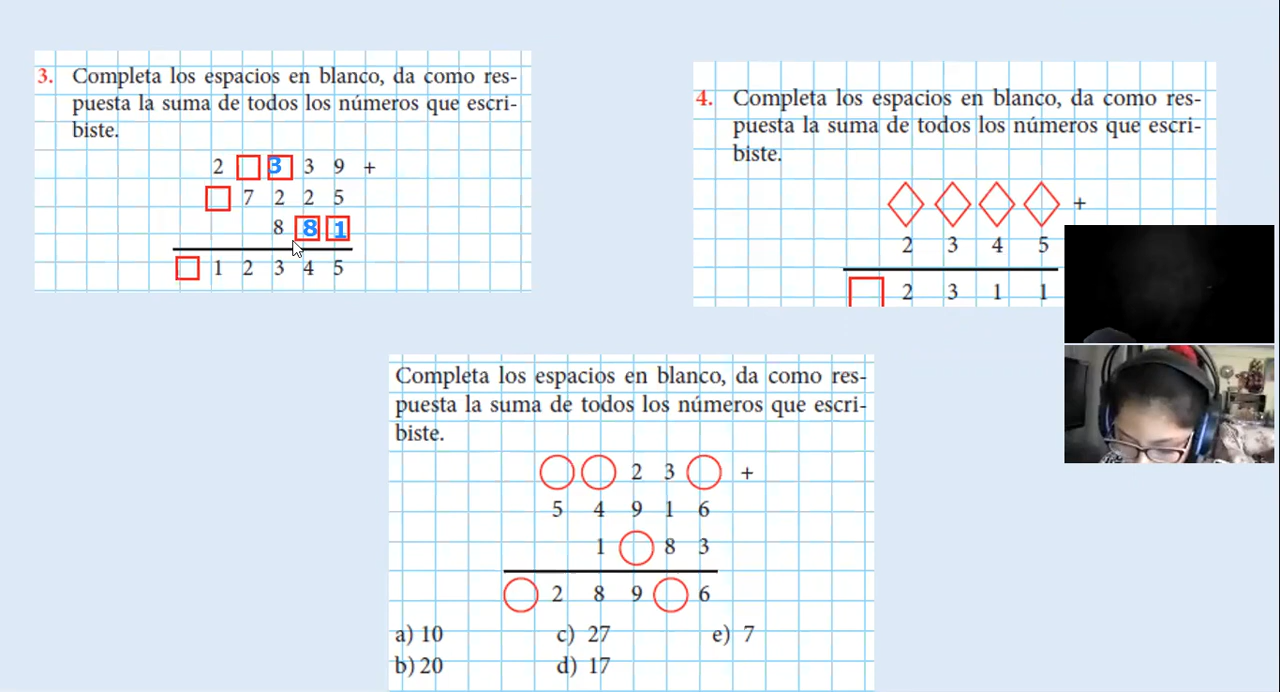 3. Completa los espacios en blanco, da como res-
puesta la suma de todos los números que escri-
biste.
2 3 3 9 +
7 2 2 5
8 8 1
1 2 3 4 5
4. Completa los espacios en blanco, da como res-
puesta la suma de todos los números que escri-
biste.
+
2 3 4 5
2 3 1 1
Completa los espacios en blanco, da como res-
puesta la suma de todos los números que escri-
biste.
2 3 +
5 4 9 1 6
1 8 3
2 8 9 6
a) 10 c) 27 e) 7
b) 20 d) 17